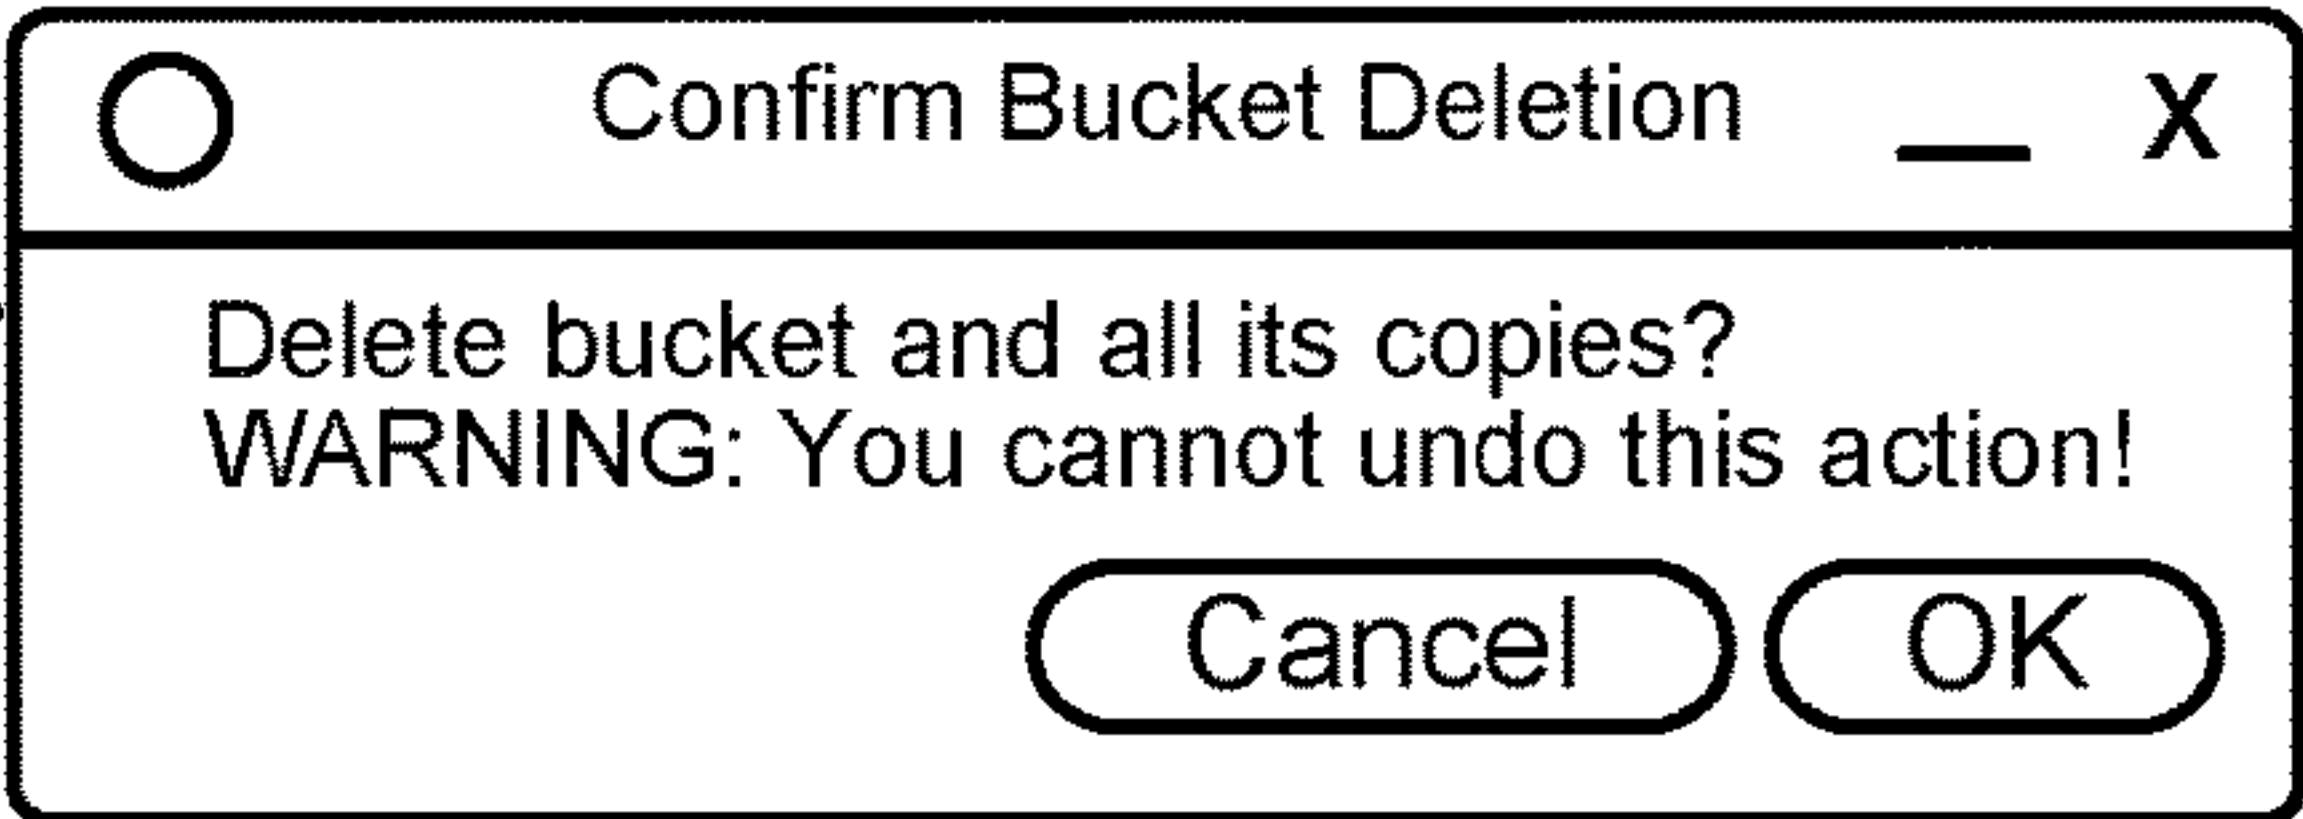 Confirm Bucket Deletion _ X
Delete bucket and all its copies?
WARNING: You cannot undo this action!
Cancel OK